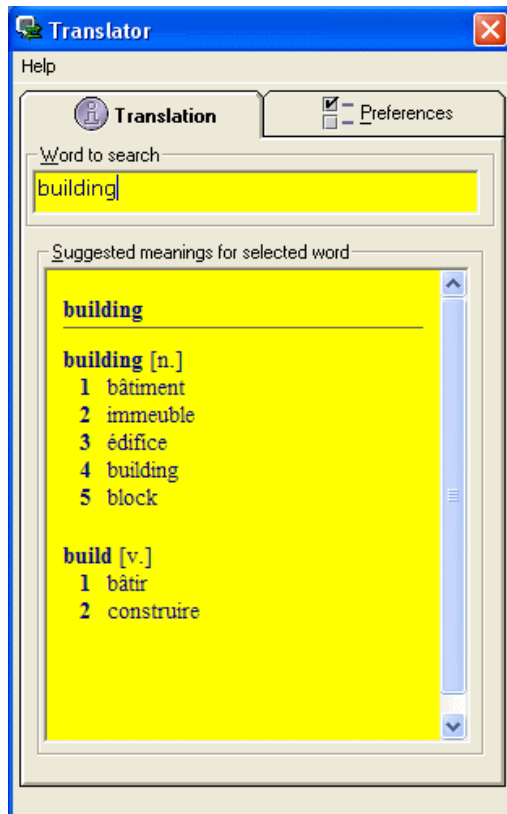 Translator
Help
Translation
Preferences
Word to search
building
Suggested meanings for selected word
building
building [n.]
1 bâtiment
2 immeuble
3 édifice
4 building
5 block
build [v.]
1 bâtir
2 construire